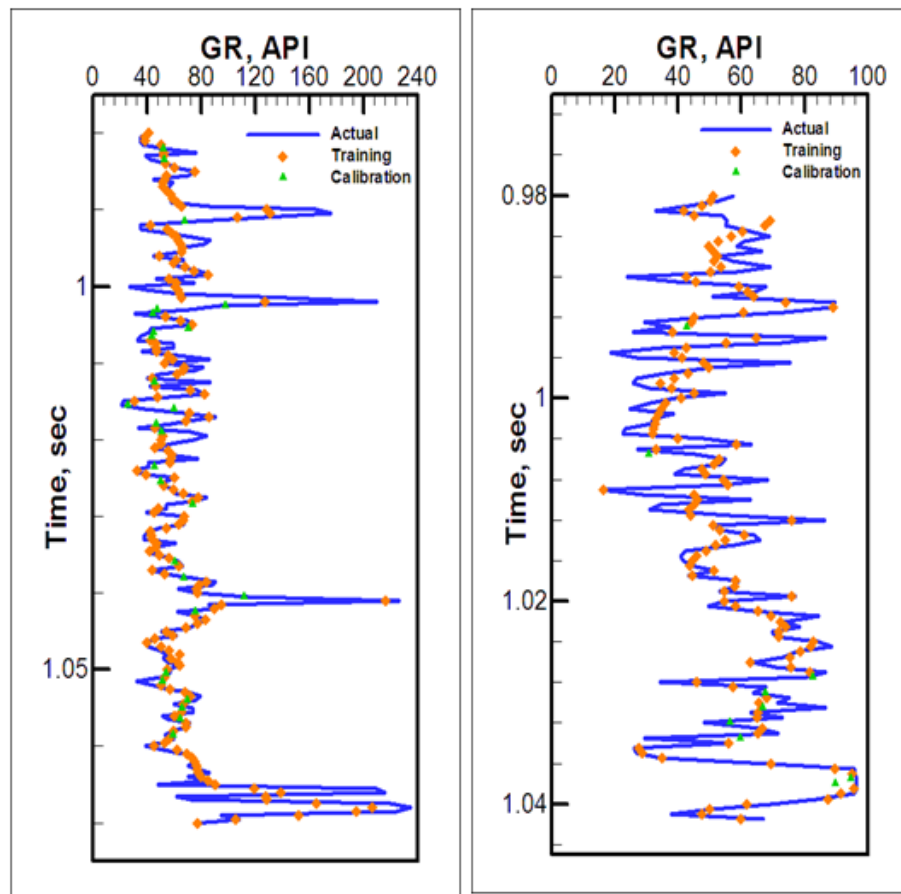 GR, API
0 40 80 120 160 200 240
Actual
Training
Calibration
1
1.05
Time, sec
GR, API
0 20 40 60 80 100
Actual
Training
Calibration
0.98
1
1.02
1.04
Time, sec